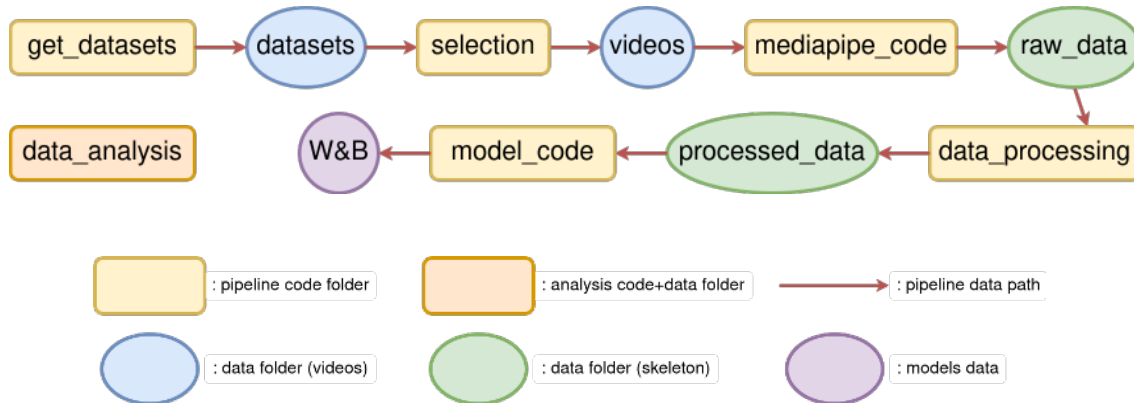 get_datasets datasets selection videos mediapipe_code raw_data
data_analysis W&B model_code processed_data data_processing
: pipeline code folder : analysis code+data folder : pipeline data path
: data folder (videos) : data folder (skeleton) : models data